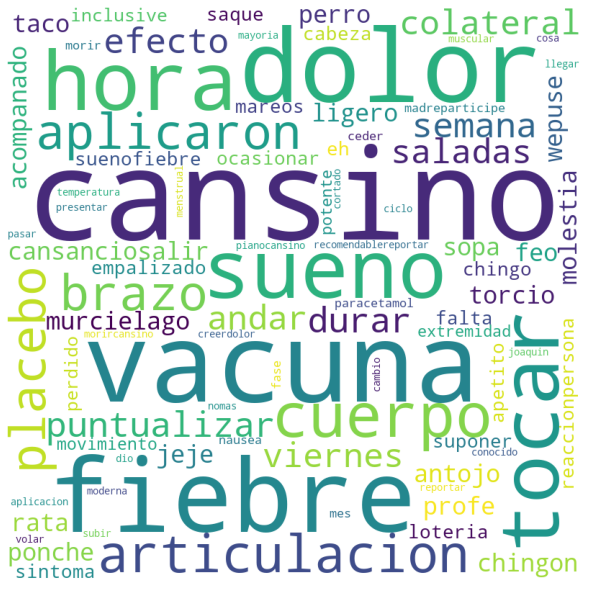 taco
inclusive
saque
perro
colateral
efecto
cabeza
mayoria
muscular
cosa
morir
llegar
hora
dolor
acompanado
mareos
madreparticipe
ligero
semana
wepuse
aplicaron
ceder
suenofiebre
ocasionar
eh
saladas
molestia
cansino
temperatura
presentar
menstrual
potente
cortado
ciclo
pasar
pianocansino
recomendablereportar
cansanciosalir
sueno
sopa
feo
empalizado
chingo
brazo
paracetamol
torcio
murcielago
andar
durar
falta
extremidad
morircansino
creerdolor
vacuna
joaquin
placebo
perdido
fase
cambio
apetito
reaccionpersona
tocar
puntualizar
nomas
cuerpo
movimiento
dio
jeje
nausea
viernes
suponer
conocido
antojo
fiebre
aplicacion
moderna
reportar
rata
mes
profe
volar
subir
loteria
ponche
articulacion
chingon
sintoma